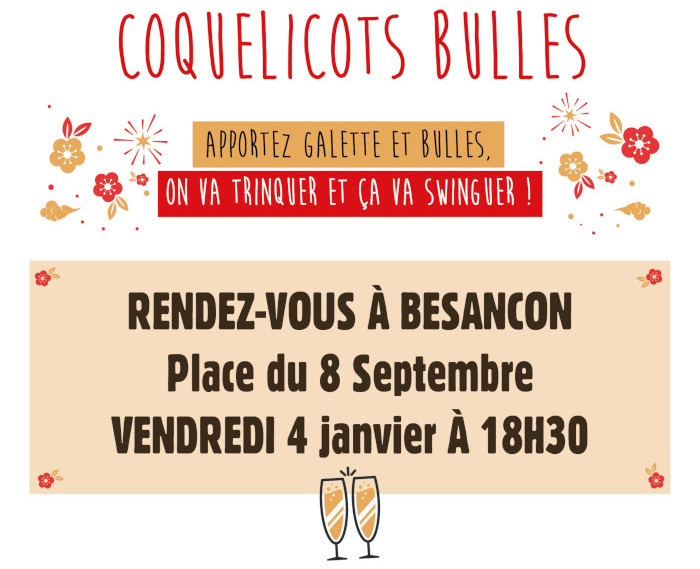 COQUELICOTS BULLES
APPORTEZ GALETTE ET BULLES,
ON VA TRINQUER ET ÇA VA SWINGUER !
RENDEZ-VOUS À BESANCON
Place du 8 Septembre
VENDREDI 4 janvier À 18H30